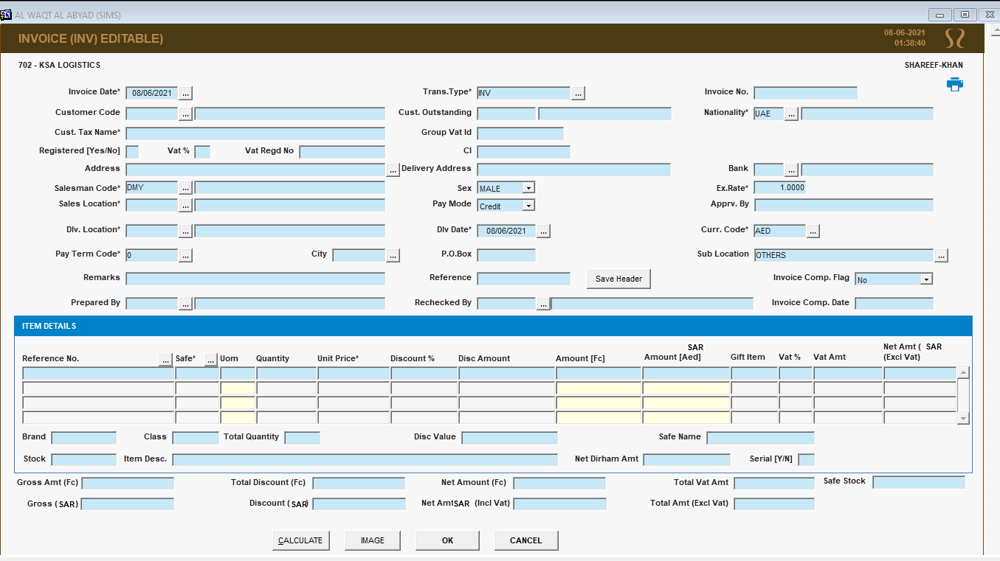 AL WAQT AL ABYAD (SIMS)
INVOICE (INV) EDITABLE)
08-06-2021
01:38:40
702 - KSA LOGISTICS
SHAREEF-KHAN
Invoice Date* 08/06/2021 ... Trans.Type* INV ... Invoice No.
Customer Code ... Cust. Outstanding Nationality* UAE ...
Cust. Tax Name* Group Vat Id
Registered [Yes/No] Vat % Vat Regd No CI
Address ... Delivery Address Bank ...
Salesman Code* DMY ... Sex MALE Ex.Rate* 1.0000
Sales Location* ... Pay Mode Credit Apprv. By
Dlv. Location* ... Dlv Date* 08/06/2021 ... Curr. Code* AED ...
Pay Term Code* 0 ... City ... P.O.Box Sub Location OTHERS ...
Remarks Reference Save Header Invoice Comp. Flag No
Prepared By ... Rechecked By ... Invoice Comp. Date
ITEM DETAILS
Reference No. ... Safe* ... Uom Quantity Unit Price* Discount % Disc Amount Amount [Fc] SAR Amount [Aed] Gift Item Vat % Vat Amt Net Amt ( SAR
(Excl Vat)
Brand Class Total Quantity Disc Value Safe Name
Stock Item Desc. Net Dirham Amt Serial [Y/N]
Gross Amt (Fc) Total Discount (Fc) Net Amount (Fc) Total Vat Amt Safe Stock
Gross ( SAR) Discount ( SAR) Net Amt SAR (Incl Vat) Total Amt (Excl Vat)
CALCULATE IMAGE OK CANCEL